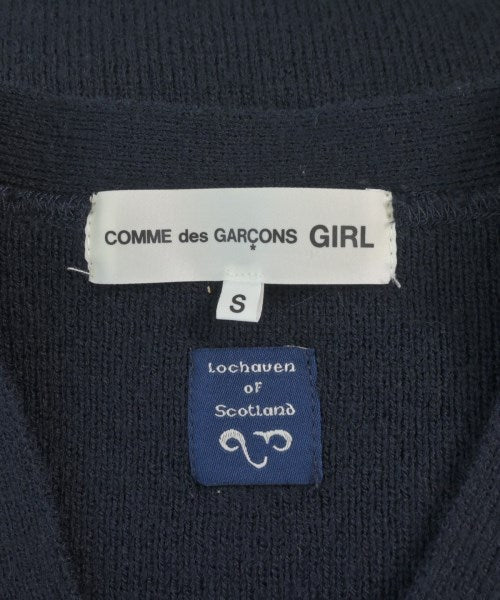 COMME des GARÇONS GIRL
*
S
Lochaven
of
Scotland